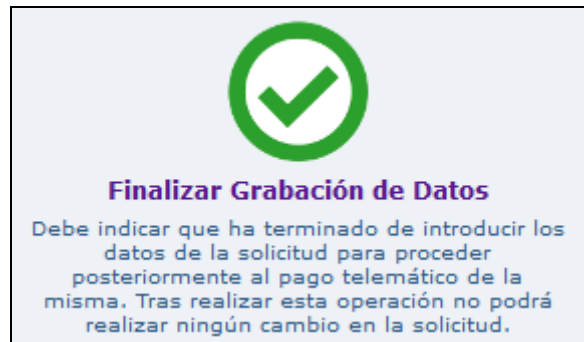 Finalizar Grabación de Datos
Debe indicar que ha terminado de introducir los
datos de la solicitud para proceder
posteriormente al pago telemático de la
misma. Tras realizar esta operación no podrá
realizar ningún cambio en la solicitud.